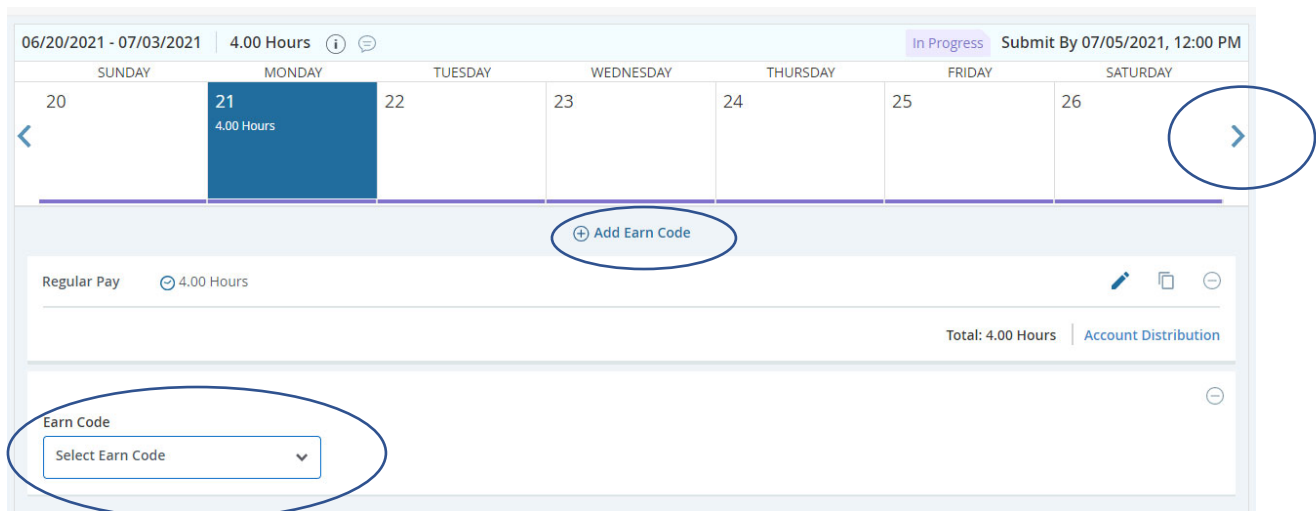 06/20/2021 - 07/03/2021 4.00 Hours In Progress Submit By 07/05/2021, 12:00 PM
SUNDAY MONDAY TUESDAY WEDNESDAY THURSDAY FRIDAY SATURDAY
20 21 22 23 24 25 26
4.00 Hours
Add Earn Code
Regular Pay 4.00 Hours
Total: 4.00 Hours Account Distribution
Earn Code
Select Earn Code